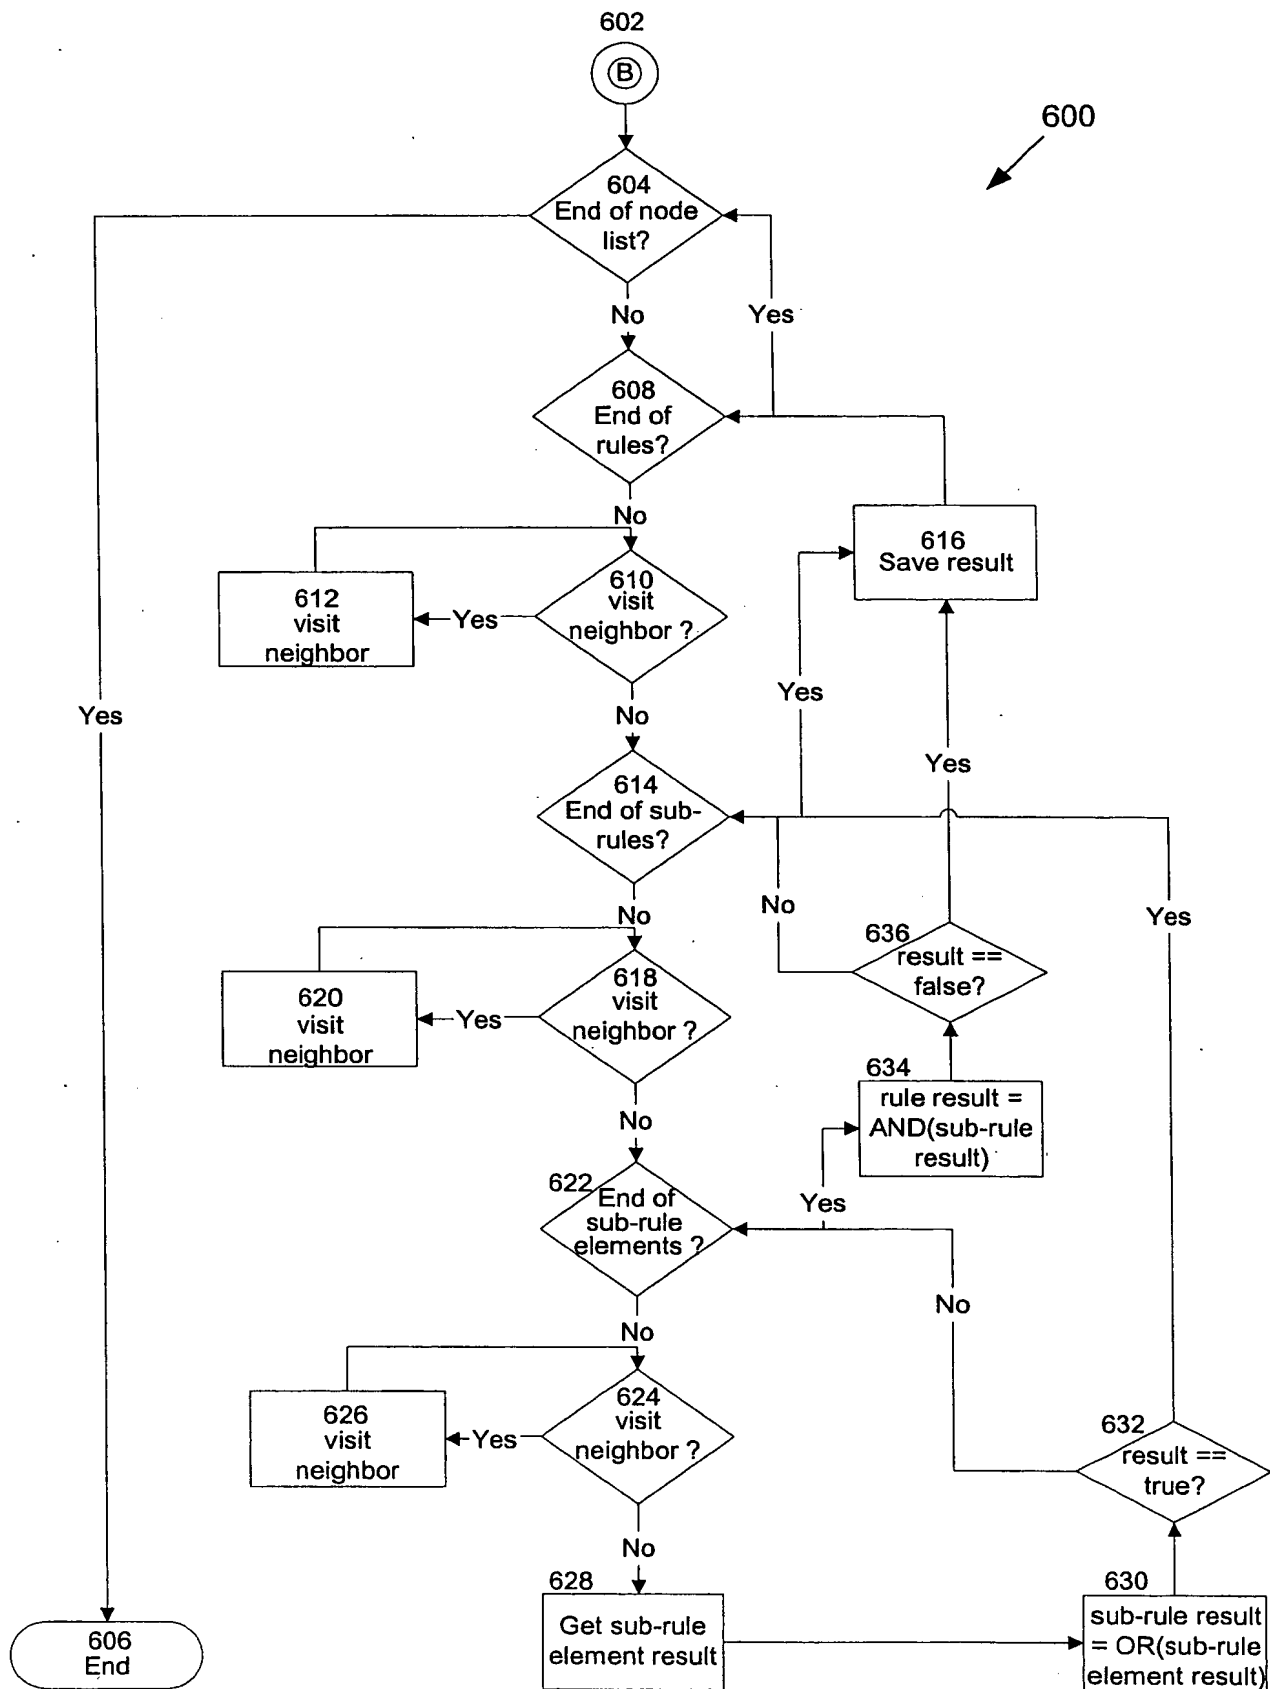 602
B
600
604
End of node
list?
No
Yes
608
End of
rules?
No
616
Save result
612
visit
neighbor
Yes
610
visit
neighbor ?
Yes
Yes
No
Yes
614
End of sub-
rules?
No
No
Yes
636
result ==
false?
620
visit
neighbor
Yes
618
visit
neighbor ?
634
rule result =
AND(sub-rule
result)
No
622
End of
sub-rule
elements ?
Yes
No
No
626
visit
neighbor
Yes
624
visit
neighbor ?
632
result ==
true?
No
628
Get sub-rule
element result
630
sub-rule result
= OR(sub-rule
element result)
606
End